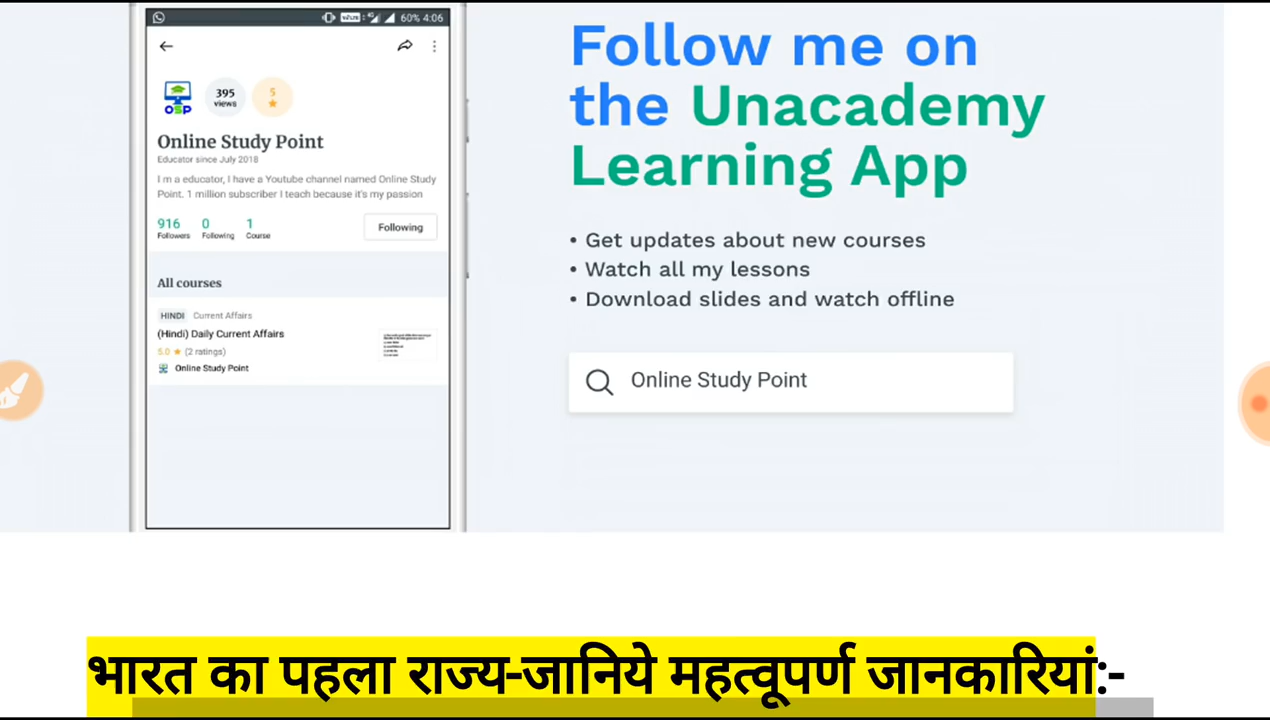 60% 4:06
OSP
395
views
5
Online Study Point
Educator since July 2018
I m a educator, I have a Youtube channel named Online Study
Point. 1 million subscriber I teach because it's my passion
916 0 1
Followers Following Course
Following
All courses
HINDI Current Affairs
(Hindi) Daily Current Affairs
5.0 ★ (2 ratings)
Online Study Point
Follow me on
the Unacademy
Learning App
• Get updates about new courses
• Watch all my lessons
• Download slides and watch offline
Online Study Point
भारत का पहला राज्य-जानिये महत्वूपर्ण जानकारियां:-